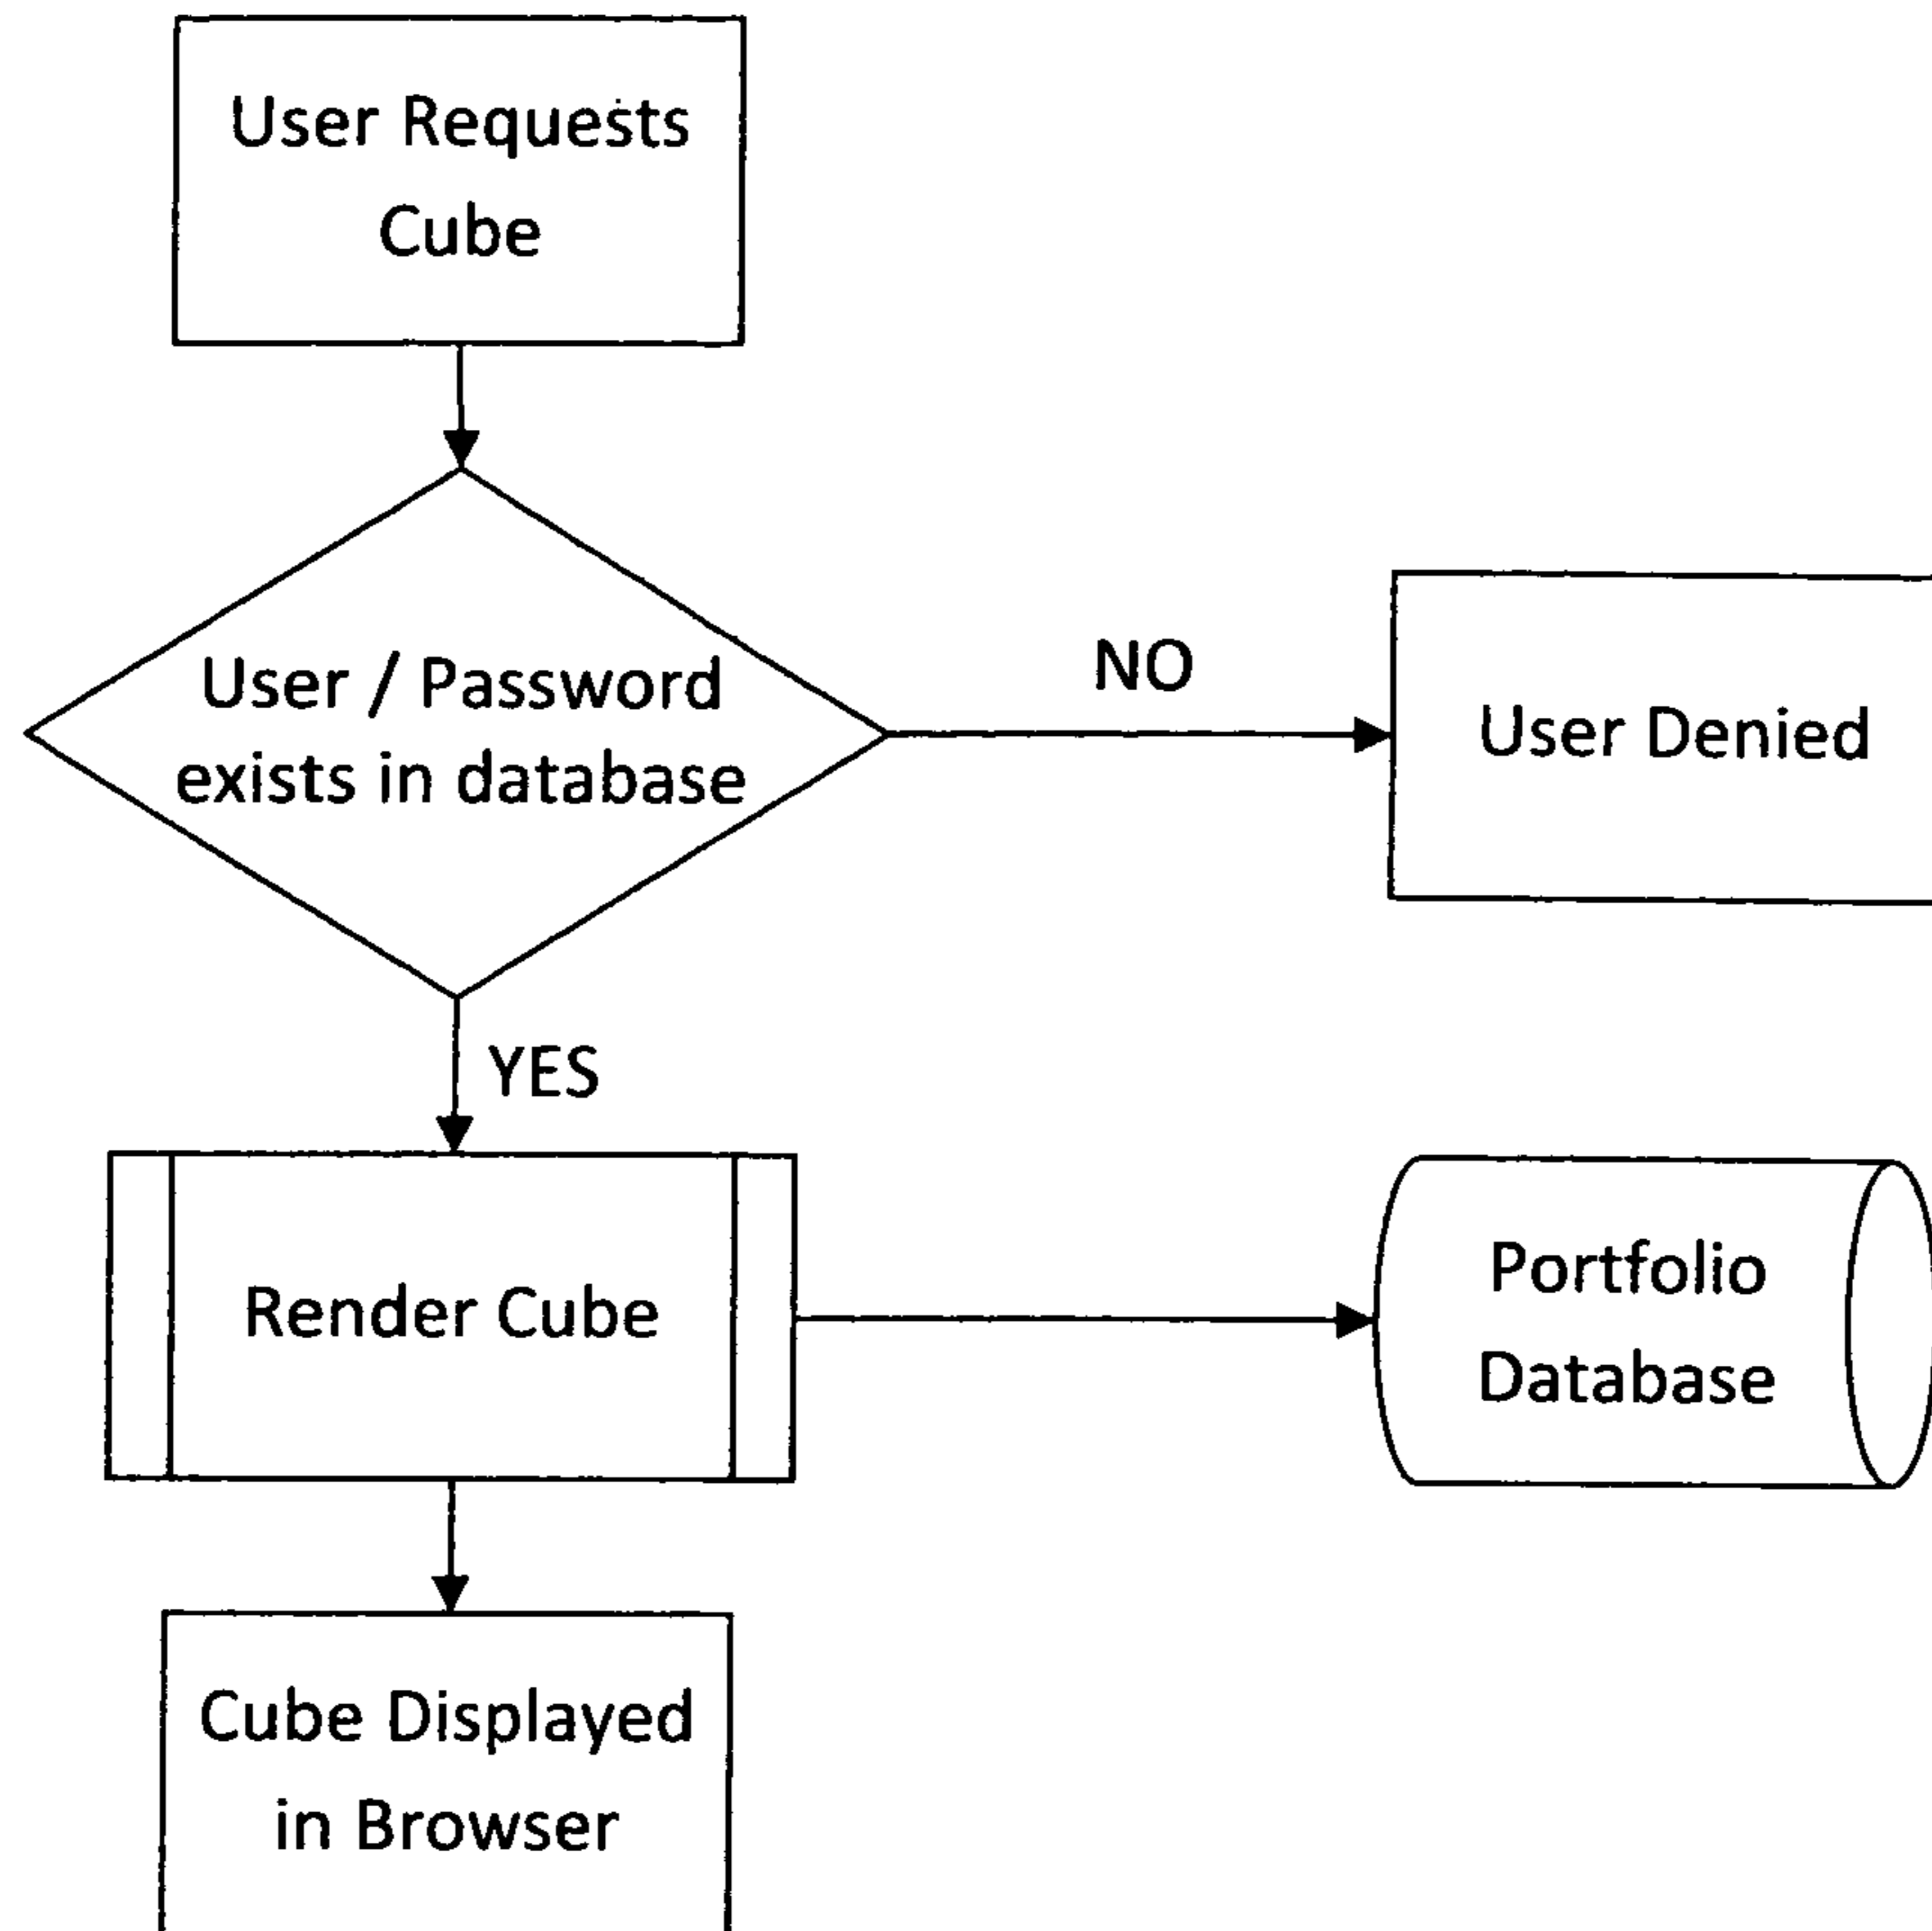 User Requests
Cube
User / Password
exists in database
NO
User Denied
YES
Render Cube
Portfolio
Database
Cube Displayed
in Browser